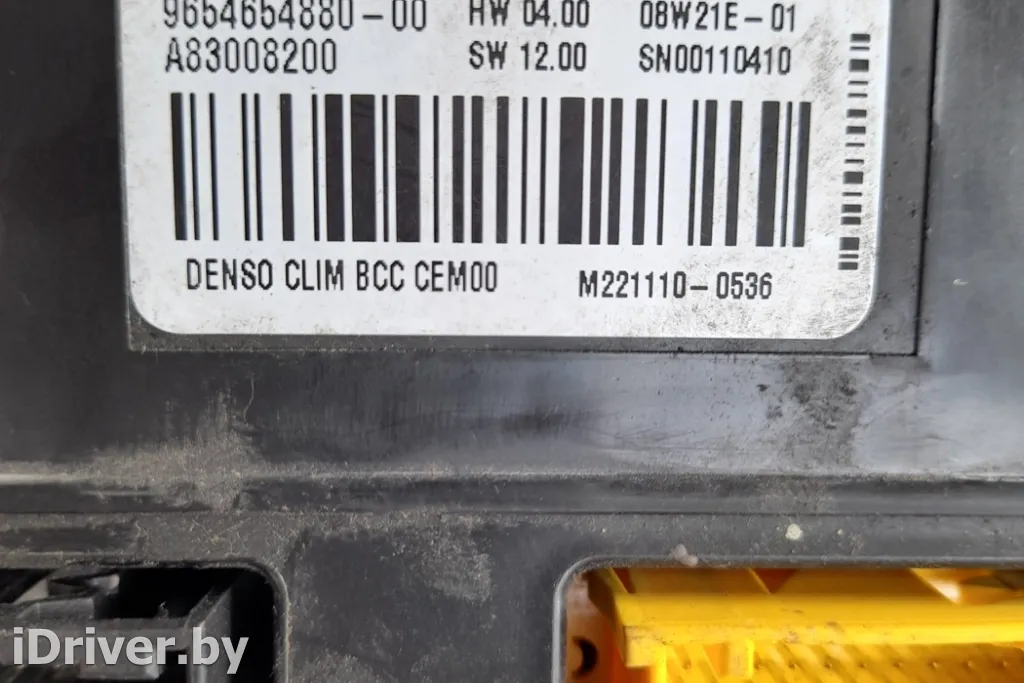 9654654880-00 HW 04.00 08W21E-01
A83008200 SW 12.00 SN00110410
DENSO CLIM BCC CEM00 M221110-0536
iDriver.by